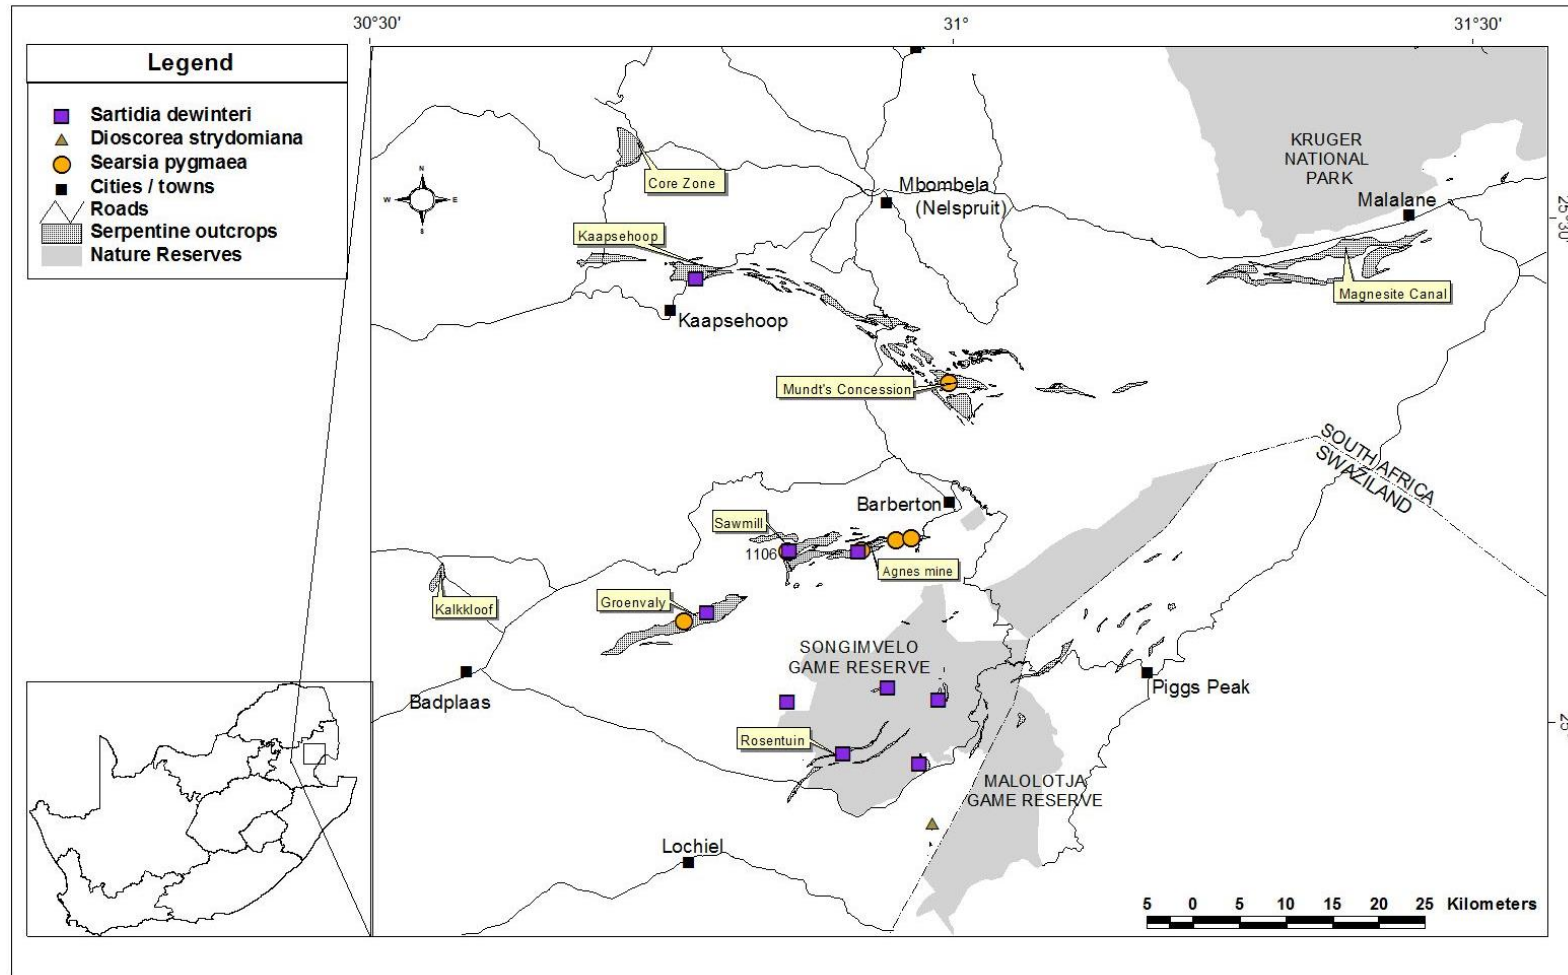 30°30'
31°
31°30'
Legend
Sartidia dewinteri
Dioscorea strydomiana
Searsia pygmaea
Cities / towns
Roads
Serpentine outcrops
Nature Reserves
N
W
E
S
Core Zone
Mbombela
(Nelspruit)
KRUGER
NATIONAL
PARK
Malalane
25°30'
Kaapsehoop
Magnesite Canal
Kaapsehoop
Mundt's Concession
SOUTH AFRICA
SWAZILAND
Barberton
Sawmill
1106
Agnes mine
Kalkkloof
Groenvaly
SONGIMVELO
GAME RESERVE
Badplaas
Piggs Peak
25
Rosentuin
MALOLOTJA
GAME RESERVE
Lochiel
5 0 5 10 15 20 25 Kilometers